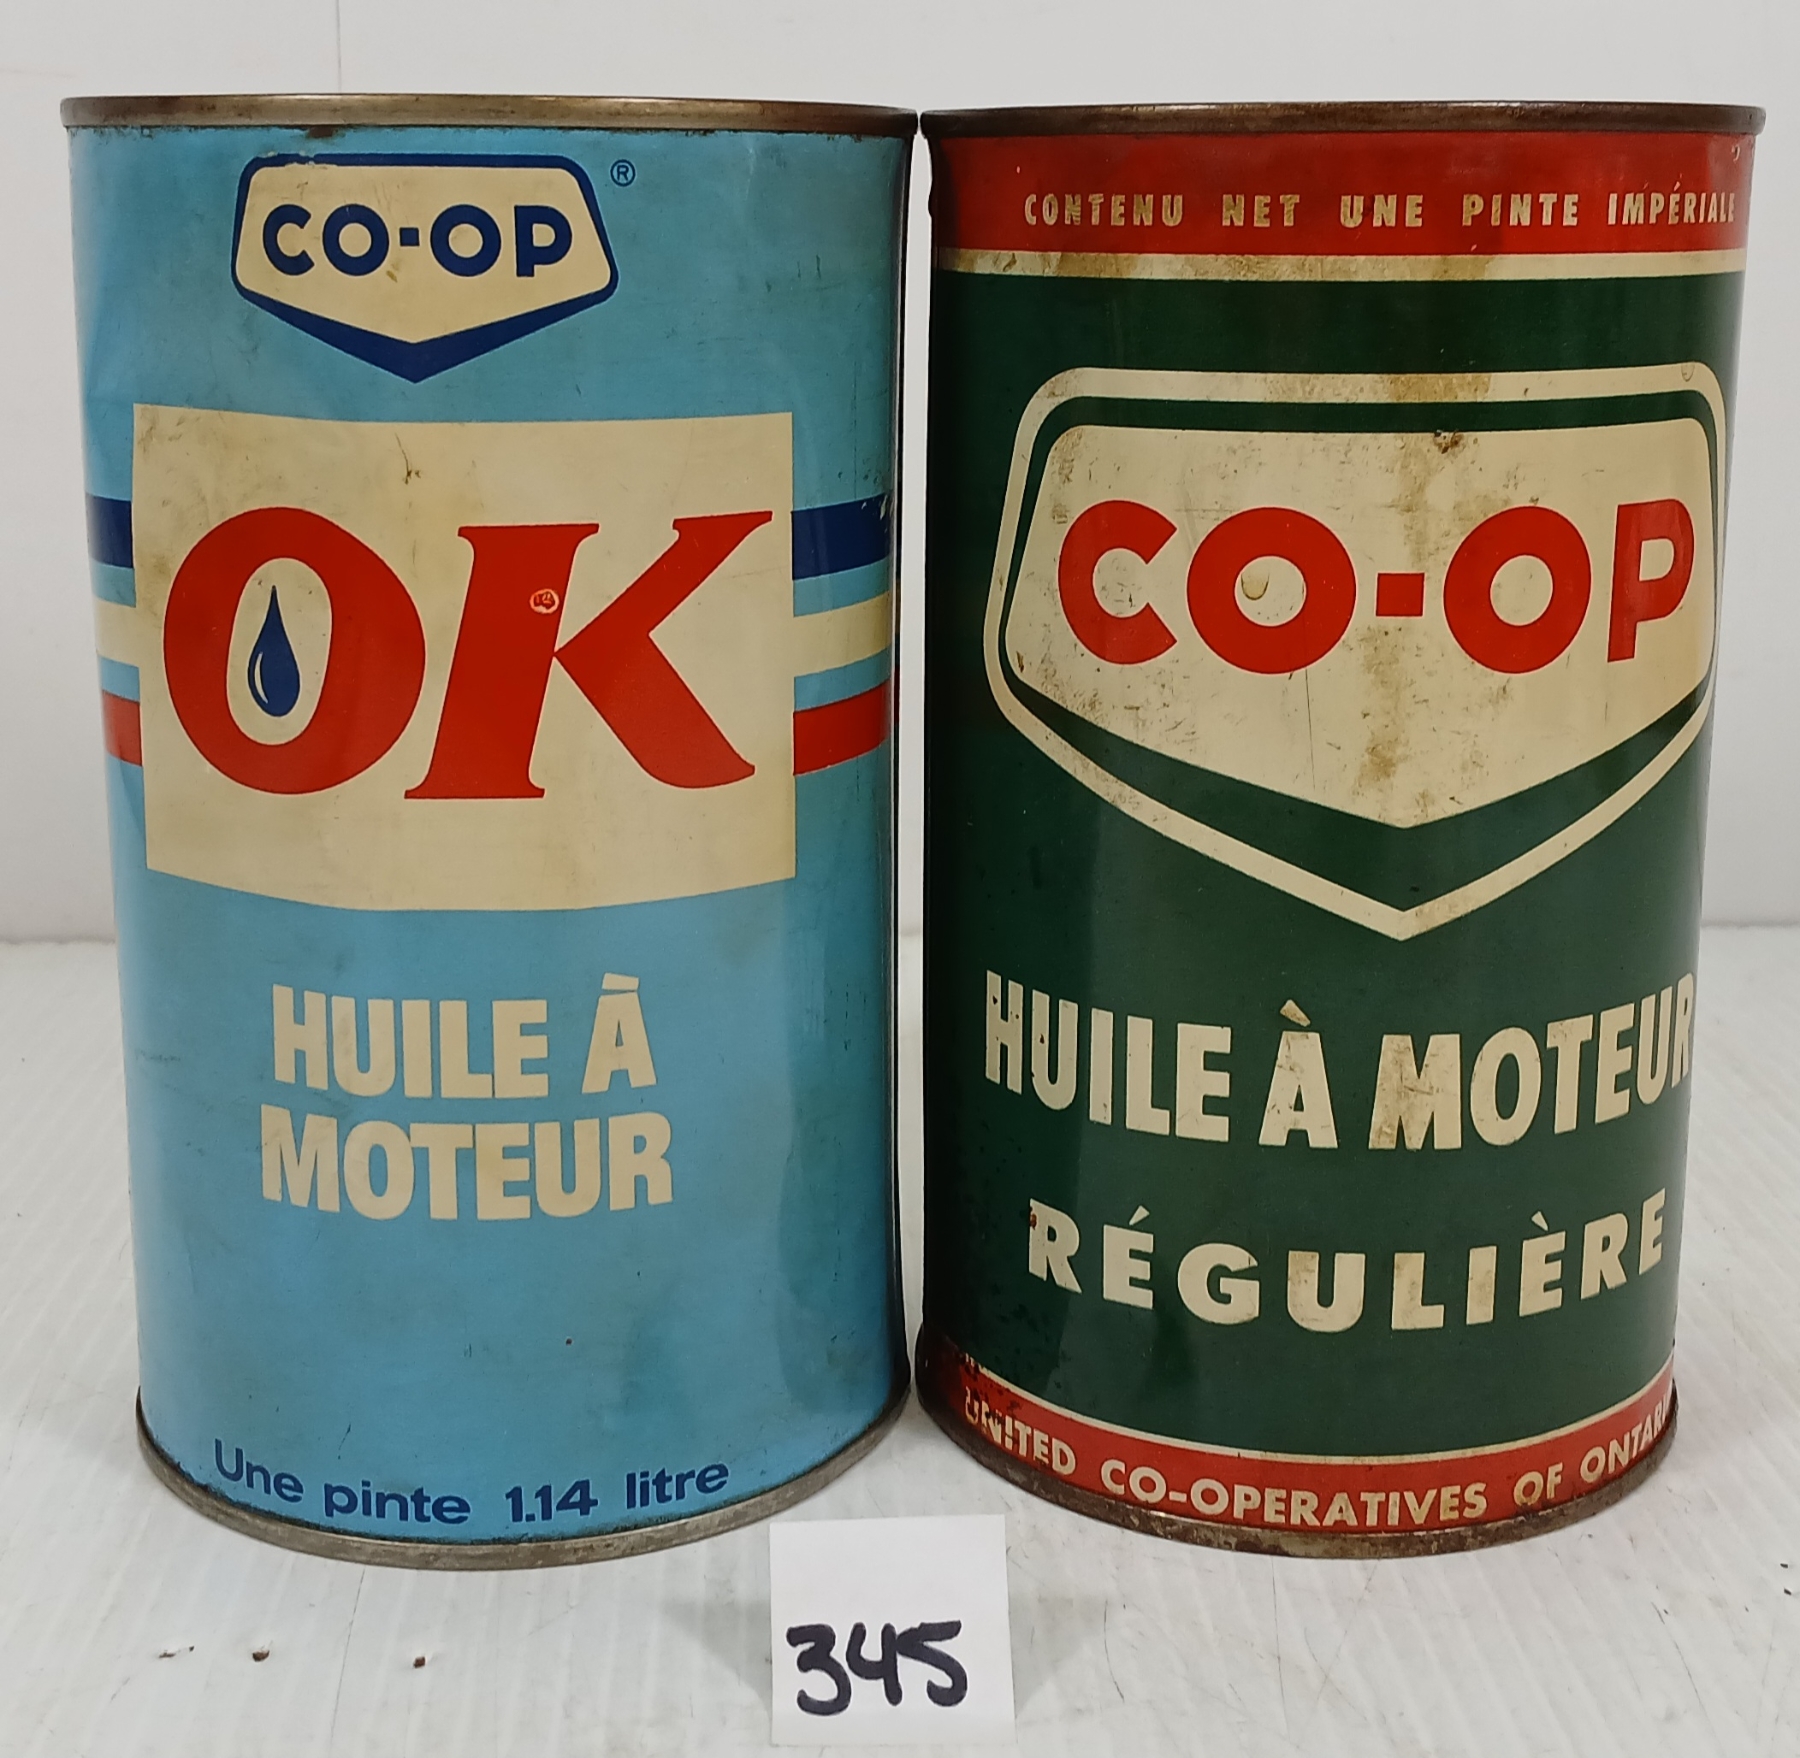 CO-OP
®
OK
HUILE À
MOTEUR
Une pinte 1.14 litre
CONTENU NET UNE PINTE IMPÉRIALE
CO-OP
HUILE À MOTEUR
RÉGULIÈRE
UNITED CO-OPERATIVES OF
345